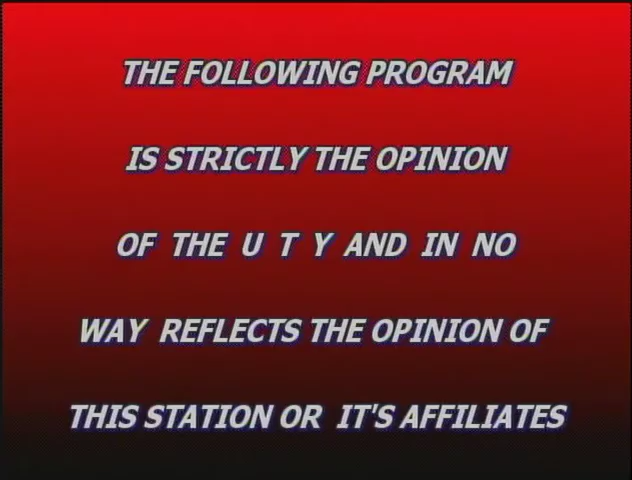 THE FOLLOWING PROGRAM
IS STRICTLY THE OPINION
OF THE U T Y AND IN NO
WAY REFLECTS THE OPINION OF
THIS STATION OR IT'S AFFILIATES